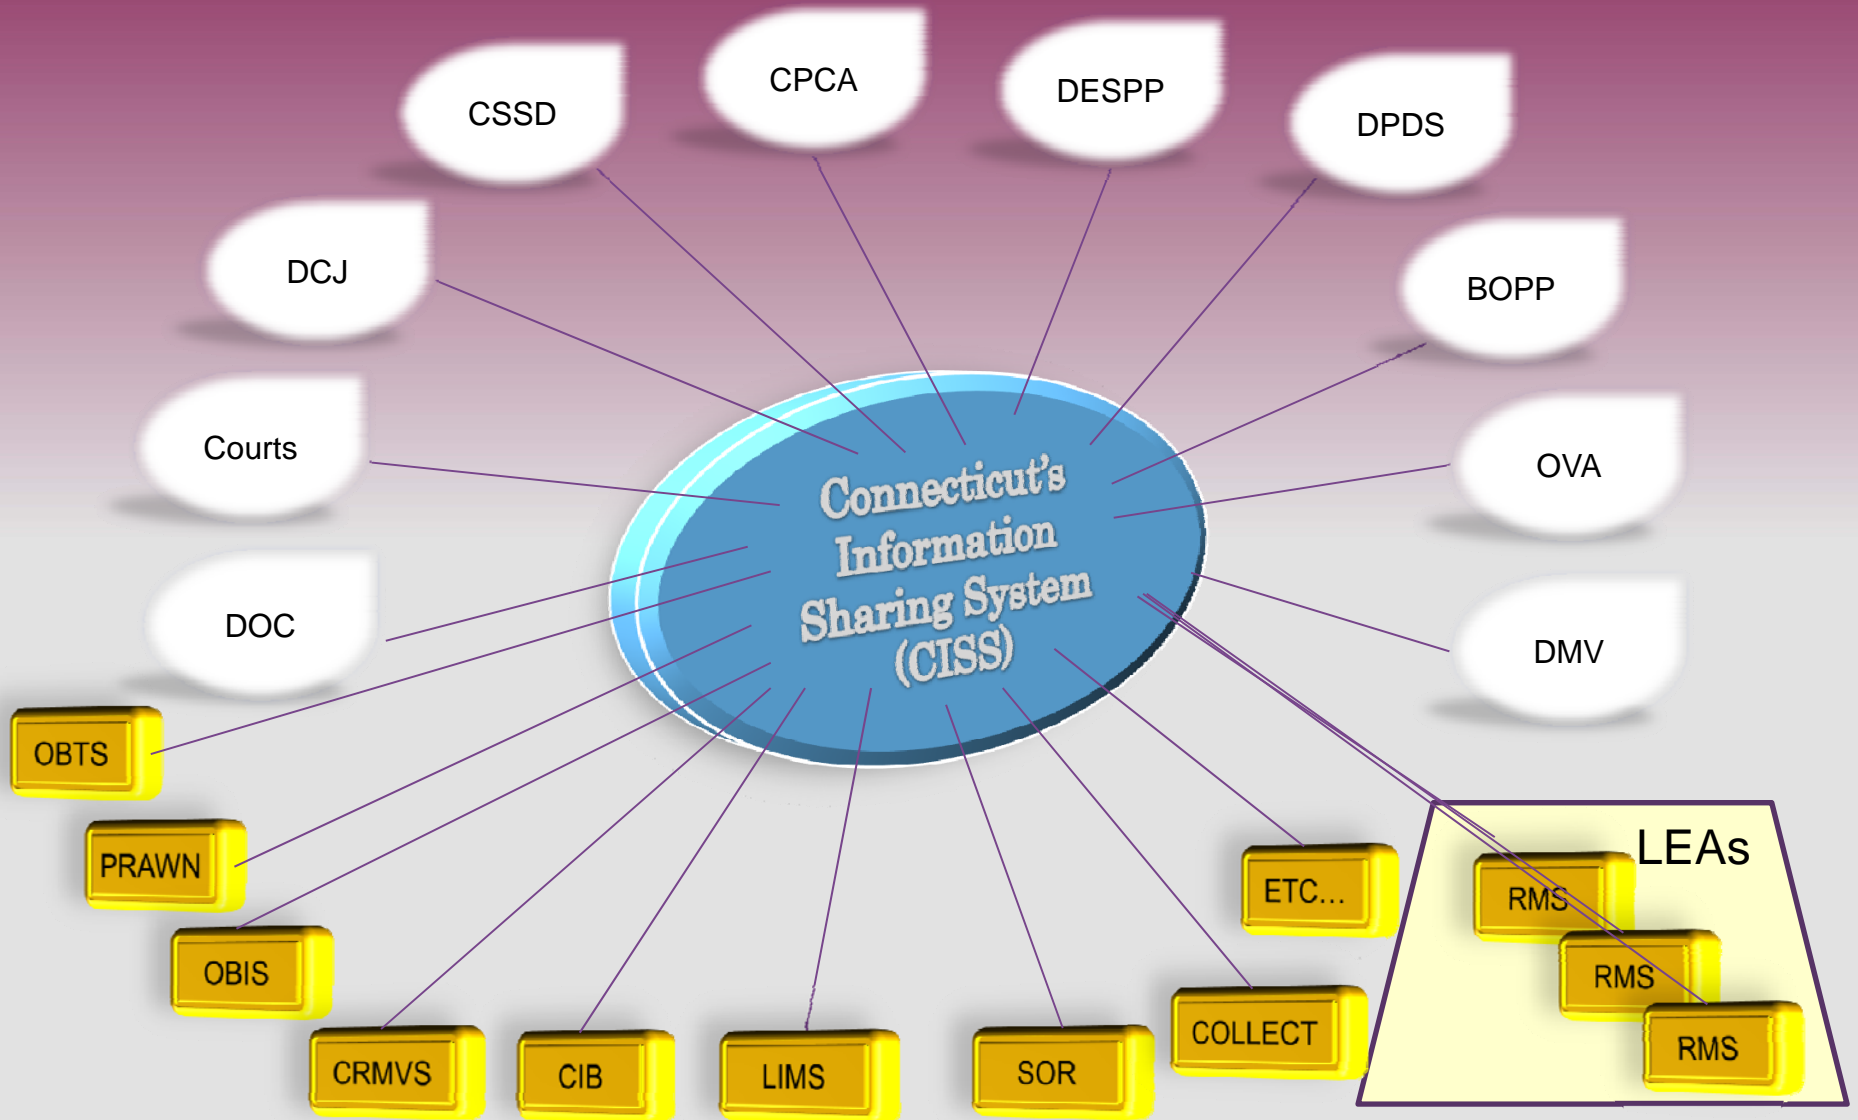 CPCA
DESPP
CSSD
DPDS
DCJ
BOPP
Courts
OVA
Connecticut's
Information
Sharing System
(CISS)
DOC
DMV
OBTS
PRAWN
OBIS
CRMVS
CIB
LIMS
SOR
COLLECT
ETC...
LEAs
RMS
RMS
RMS